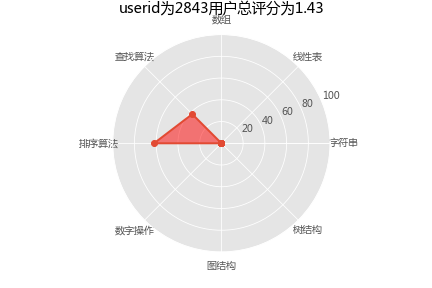 userid为2843用户总评分为1.43
数组
查找算法
线性表
100
80
60
40
20
排序算法
字符串
数字操作
树结构
图结构